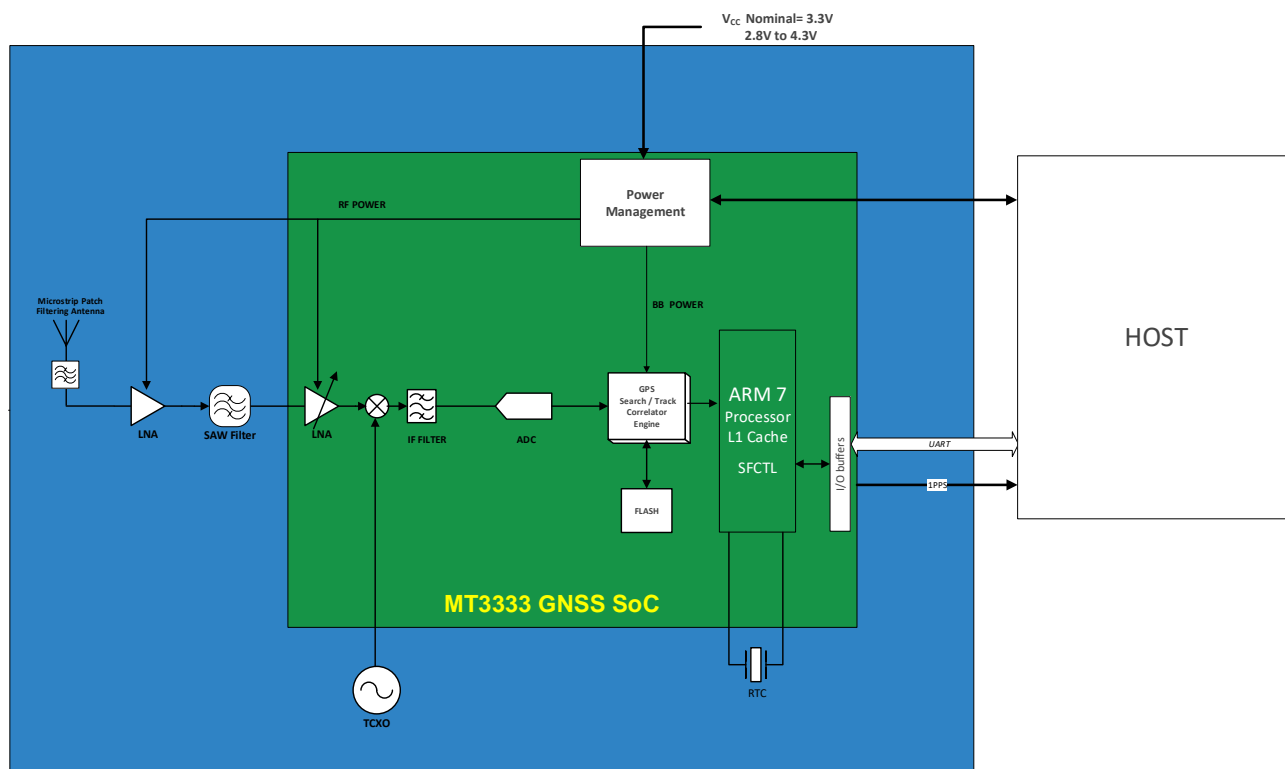 VCC Nominal= 3.3V
2.8V to 4.3V
Power
Management
RF POWER
BB POWER
Microstrip Patch
Filtering Antenna
LNA
SAW Filter
LNA
IF FILTER
ADC
GPS
Search / Track
Correlator
Engine
FLASH
ARM 7
Processor
L1 Cache
SFCTL
I/O buffers
UART
1PPS
HOST
MT3333 GNSS SoC
TCXO
RTC